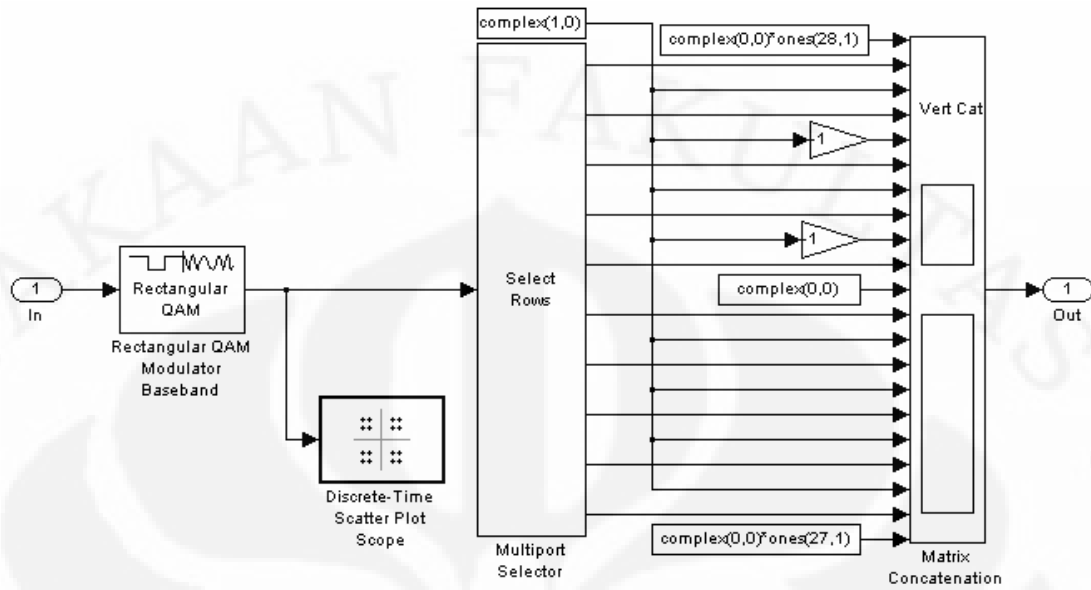 AKAAN FAKULTAS
complex(1,0)
complex(0,0)*ones(28,1)
Vert Cat
1
Select
Rows
1
1
In
Rectangular
QAM
Rectangular QAM
Modulator
Baseband
complex(0,0)
1
Out
Discrete-Time
Scatter Plot
Scope
Multiport
Selector
complex(0,0)*ones(27,1)
Matrix
Concatenation